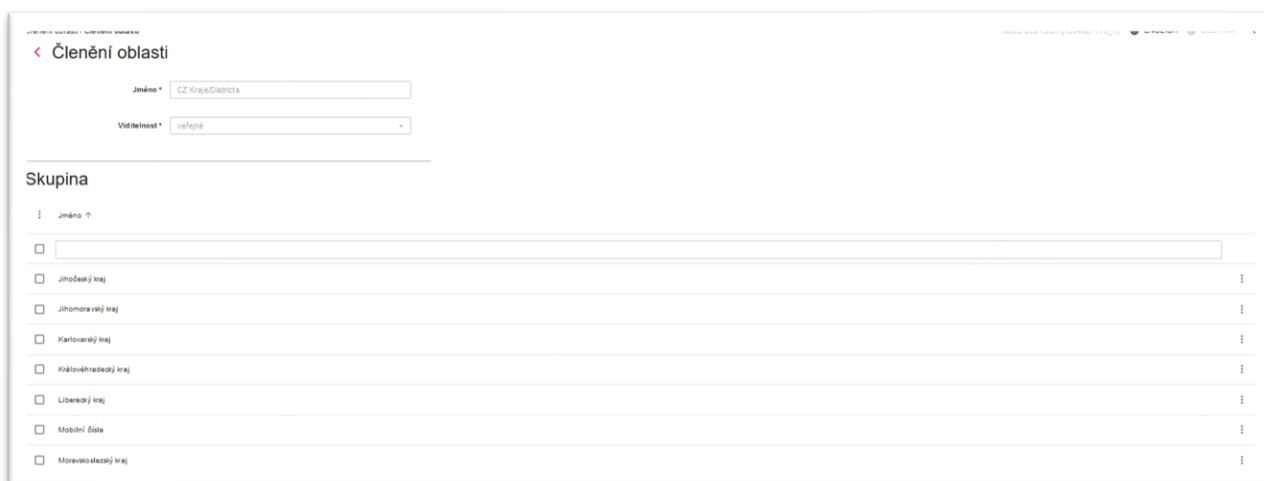 Členění oblasti
Jméno *
CZ Kraje/Districts
Viditelnost *
veřejné
Skupina
Jméno ↑
Jihočeský kraj
Jihomoravský kraj
Karlovarský kraj
Královéhradecký kraj
Liberecký kraj
Mobilní čísla
Moravskoslezský kraj